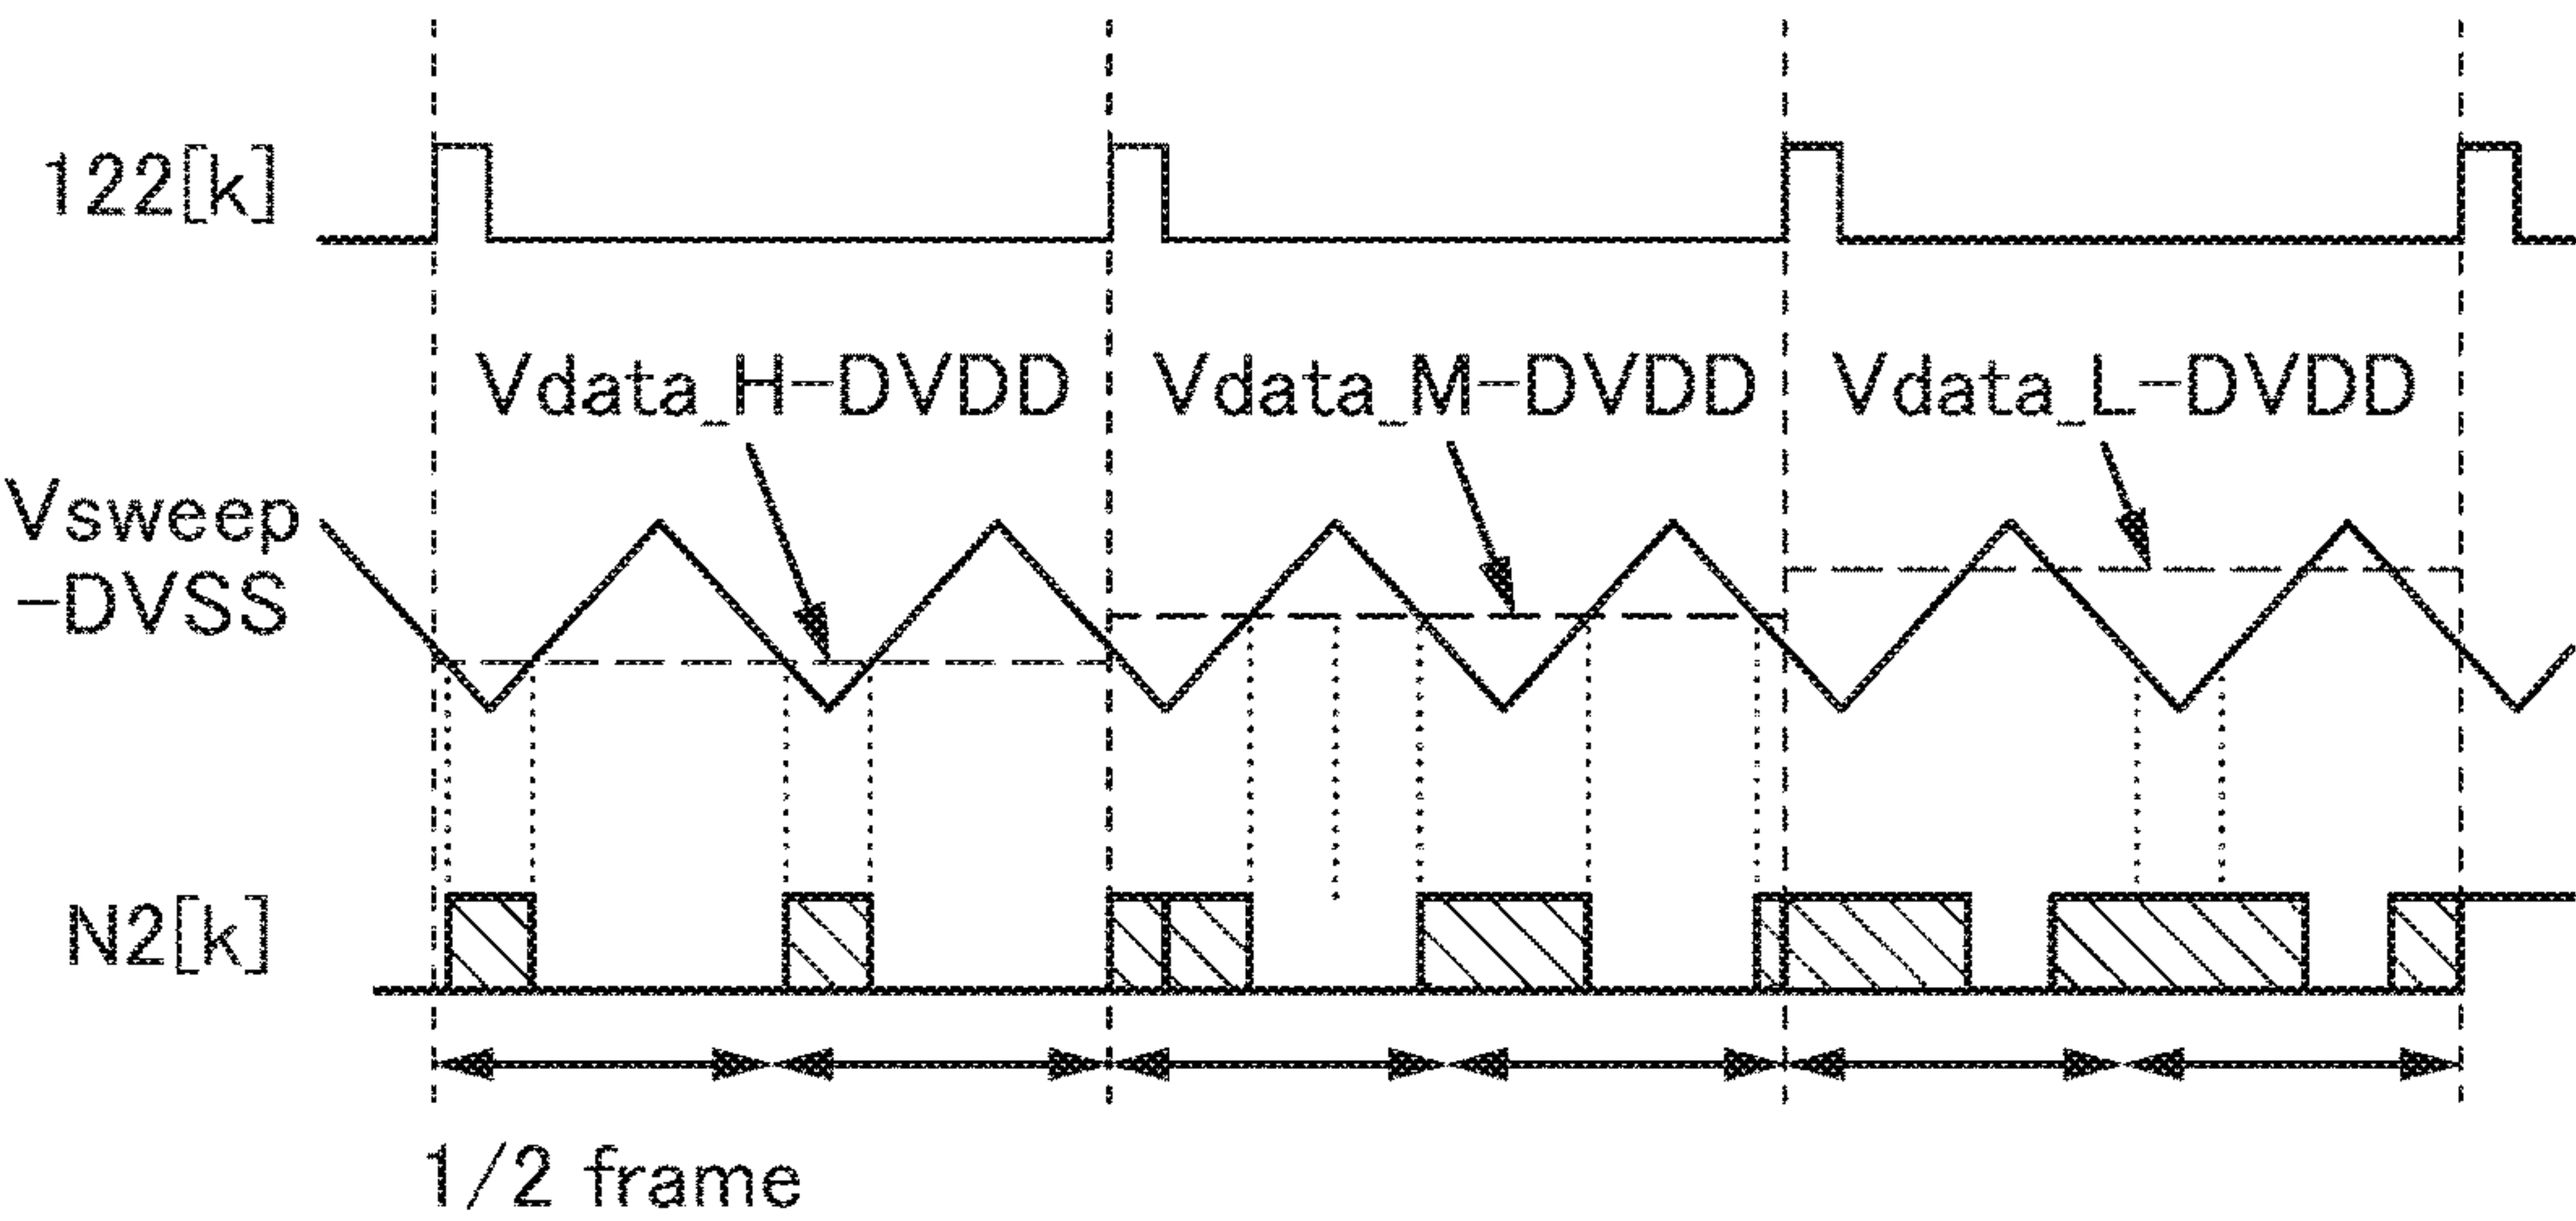 122[k]
Vdata_H-DVDD
Vdata_M-DVDD
Vdata_L-DVDD
Vsweep
-DVSS
N2[k]
1/2 frame